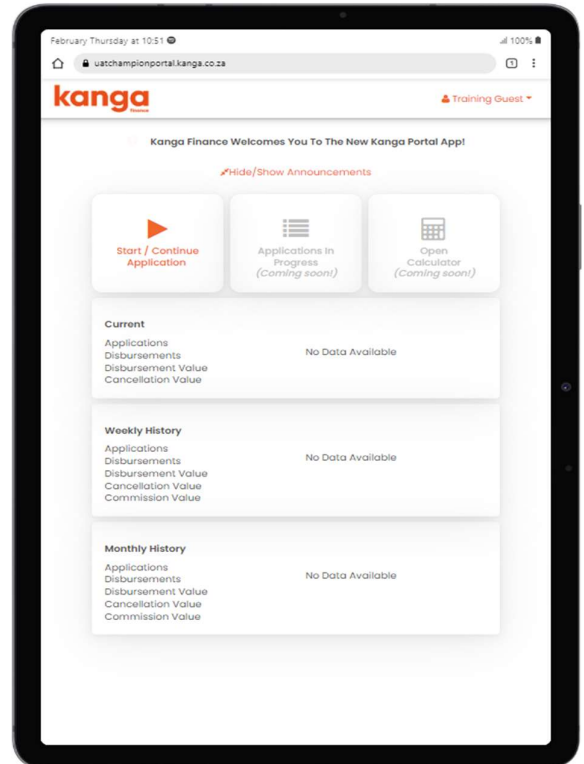 February Thursday at 10:51
100%
uatchampionportal.kanga.co.za
1
kanga
finance
Training Guest
Kanga Finance Welcomes You To The New Kanga Portal App!
Hide/Show Announcements
Start / Continue
Application
Applications In
Progress
(Coming soon!)
Open
Calculator
(Coming soon!)
Current
Applications
Disbursements
Disbursement Value
Cancellation Value
No Data Available
Weekly History
Applications
Disbursements
Disbursement Value
Cancellation Value
Commission Value
No Data Available
Monthly History
Applications
Disbursements
Disbursement Value
Cancellation Value
Commission Value
No Data Available